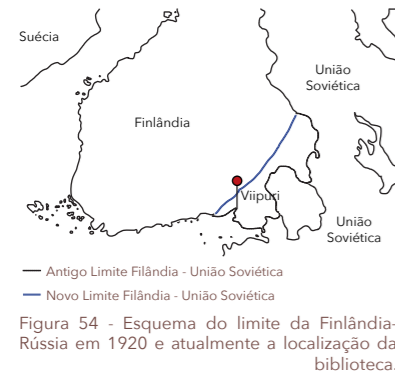 Suécia
União
Soviética
Finlândia
Viipuri
União
Soviética
Antigo Limite Filândia - União Soviética
Novo Limite Filândia - União Soviética
Figura 54 - Esquema do limite da Finlândia-
Rússia em 1920 e atualmente a localização da
biblioteca.